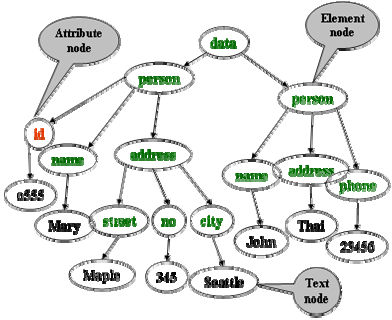 Attribute
node
Element
node
data
person
person
id
name
address
name
address
phone
a555
Mary
street
no
city
John
Thai
23456
Maple
345
Seattle
Text
node